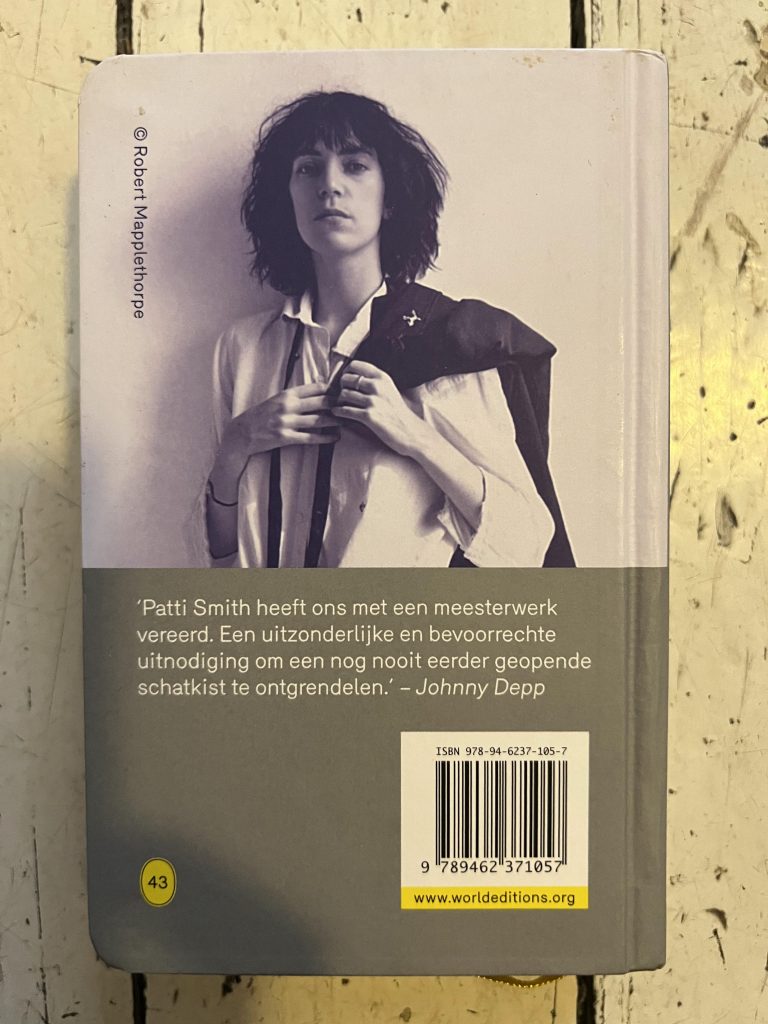 © Robert Mapplethorpe
‘Patti Smith heeft ons met een meesterwerk
vereerd. Een uitzonderlijke en bevoorrechte
uitnodiging om een nog nooit eerder geopende
schatkist te ontgrendelen.’ – Johnny Depp
ISBN 978-94-6237-105-7
9 789462 371057
www.worldeditions.org
43